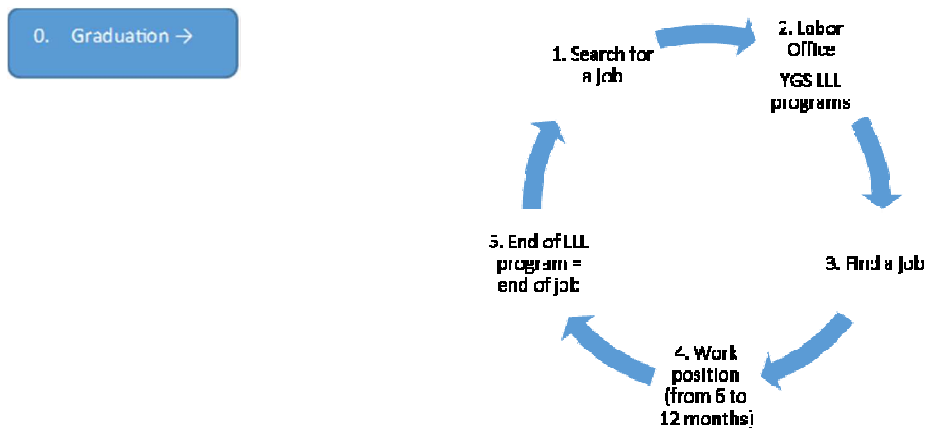 0. Graduation →
1. Search for
a job
2. Labor
Office
YGS LLL
programs
3. Find a job
4. Work
position
(from 6 to
12 months)
5. End of LLL
program =
end of job